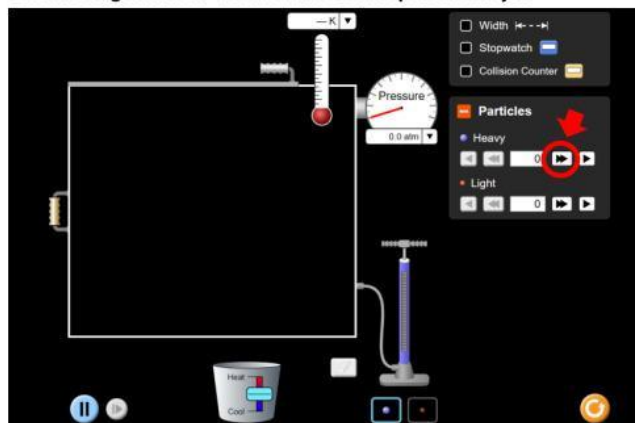 — K
Width
Stopwatch
Collision Counter
Pressure
0.0 atm
Particles
Heavy
0
Light
0
Heat
Cool